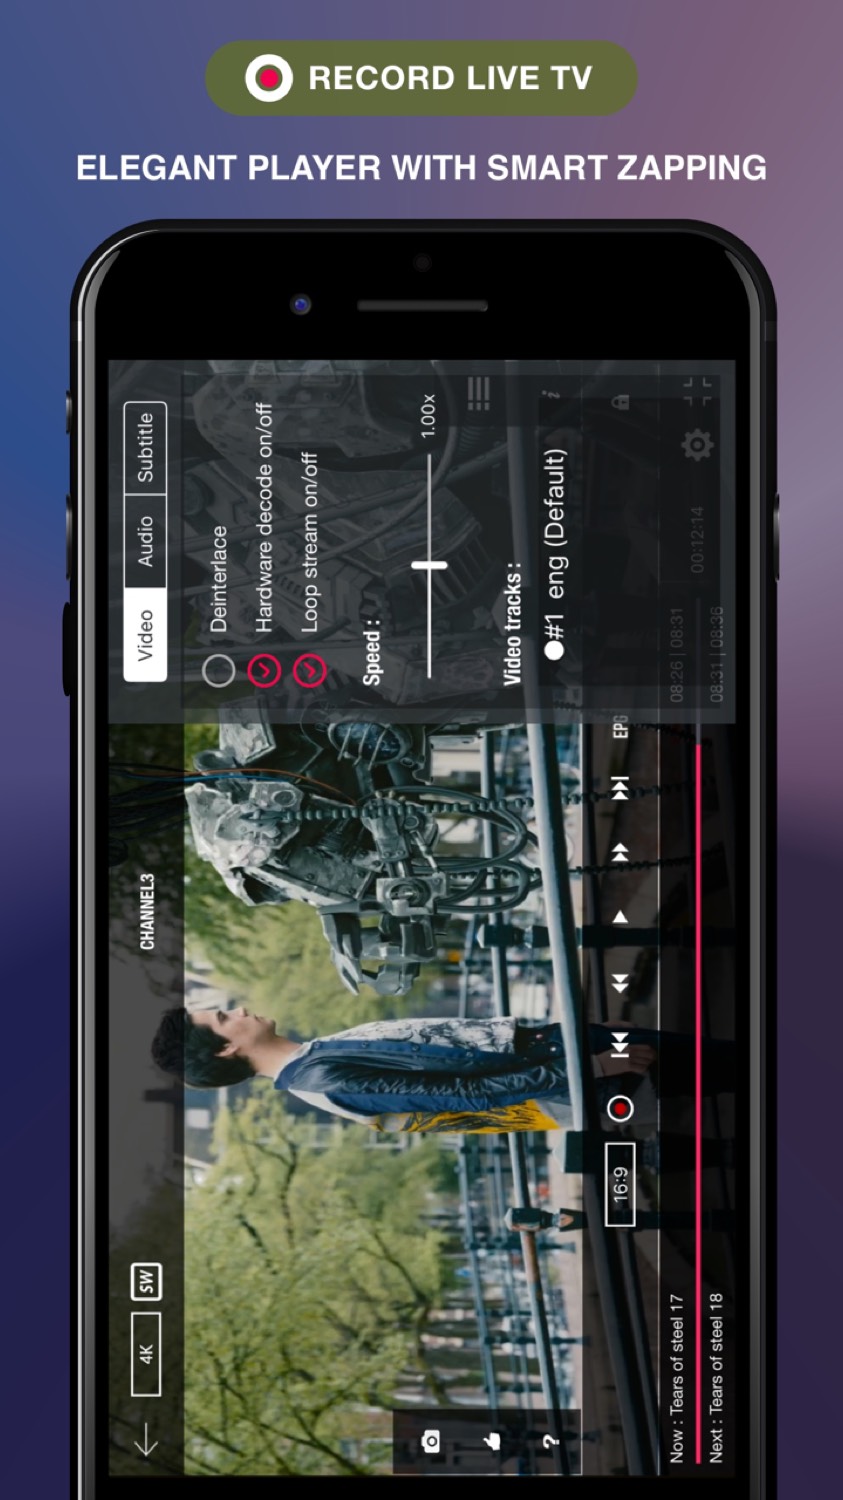 RECORD LIVE TV
ELEGANT PLAYER WITH SMART ZAPPING
4K
SW
CHANNEL3
Video
Audio
Subtitle
Deinterlace
Hardware decode on/off
Loop stream on/off
Speed :
1.00x
Video tracks :
#1 eng (Default)
?
i
16:9
EPG
Now : Tears of steel 17
08:26 | 08:31
00:12:14
Next : Tears of steel 18
08:31 | 08:36